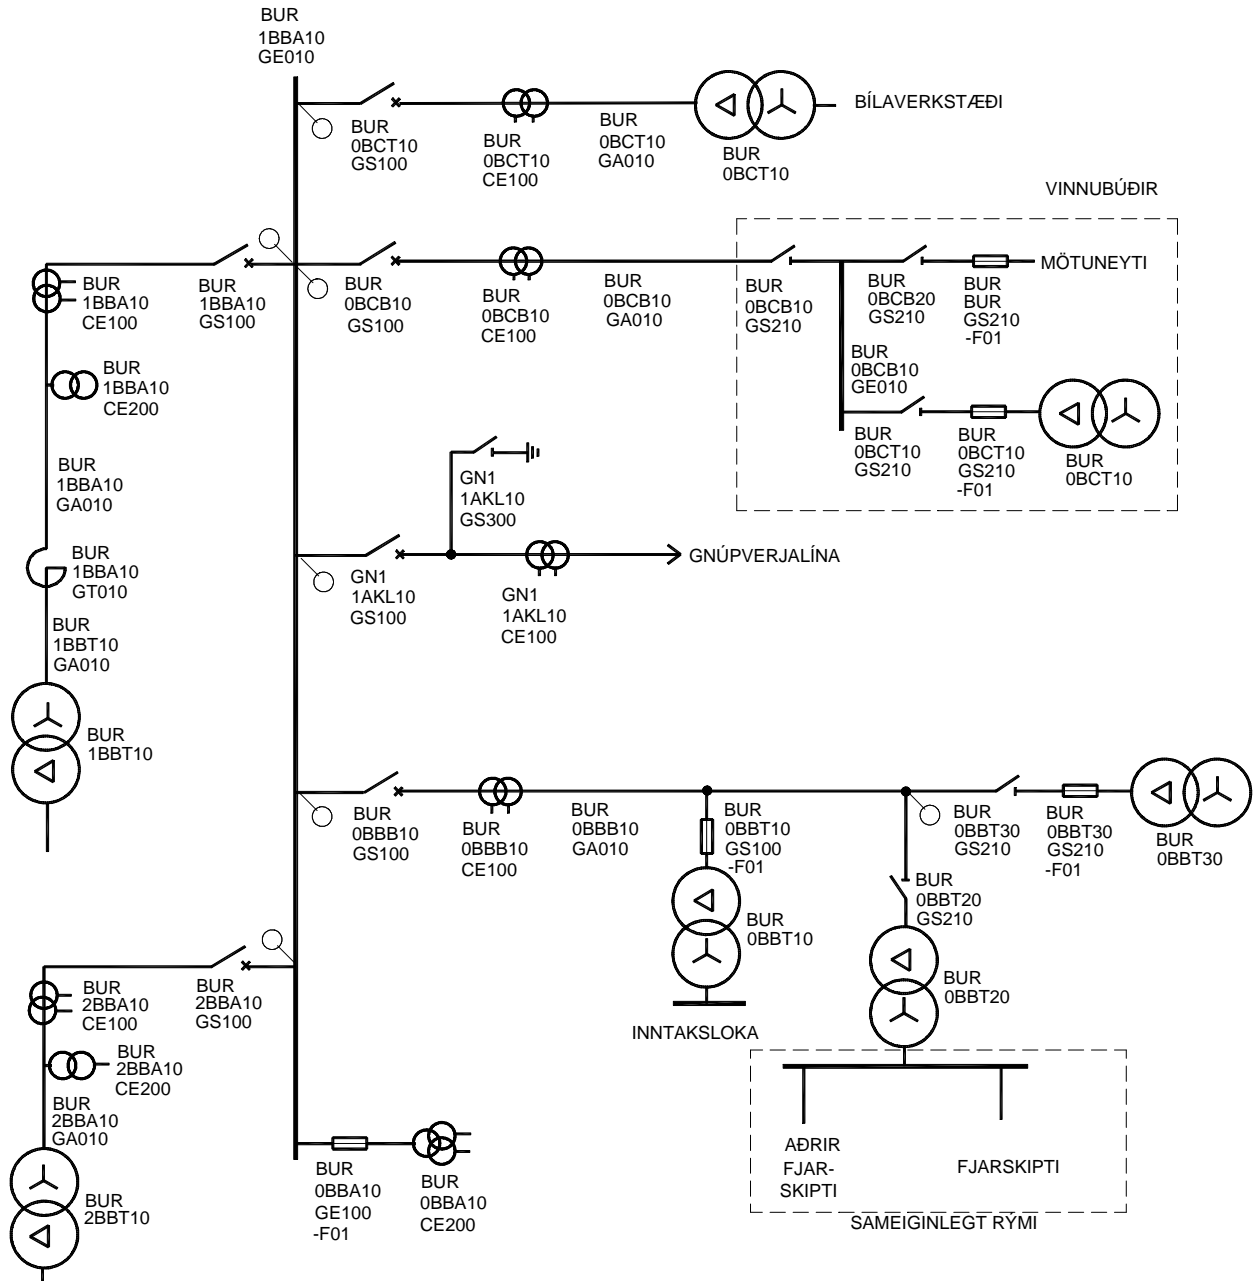 BUR
1BBA10
GE010
BUR
0BCT10
GS100
BUR
0BCT10
CE100
BUR
0BCT10
GA010
BUR
0BCT10
BÍLAVERKSTÆÐI
VINNUBÚÐIR
BUR
1BBA10
CE100
BUR
1BBA10
GS100
BUR
0BCB10
GS100
BUR
0BCB10
CE100
BUR
0BCB10
GA010
BUR
0BCB10
GS210
BUR
0BCB20
GS210
BUR
BUR
GS210
-F01
MÖTUNEYTI
BUR
1BBA10
CE200
BUR
0BCB10
GE010
BUR
0BCT10
GS210
BUR
0BCT10
GS210
-F01
BUR
0BCT10
BUR
1BBA10
GA010
GN1
1AKL10
GS300
BUR
1BBA10
GT010
GN1
1AKL10
GS100
GN1
1AKL10
CE100
GNÚPVERJALÍNA
BUR
1BBT10
GA010
BUR
1BBT10
BUR
0BBB10
GS100
BUR
0BBB10
CE100
BUR
0BBB10
GA010
BUR
0BBT10
GS100
-F01
BUR
0BBT30
GS210
BUR
0BBT30
GS210
-F01
BUR
0BBT30
BUR
0BBT10
BUR
0BBT20
GS210
BUR
0BBT20
INNTAKSLOKA
BUR
2BBA10
CE100
BUR
2BBA10
GS100
BUR
2BBA10
CE200
BUR
2BBA10
GA010
BUR
2BBT10
BUR
0BBA10
GE100
-F01
BUR
0BBA10
CE200
AÐRIR
FJAR-
SKIPTI
FJARSKIPTI
SAMEIGINLEGT RÝMI